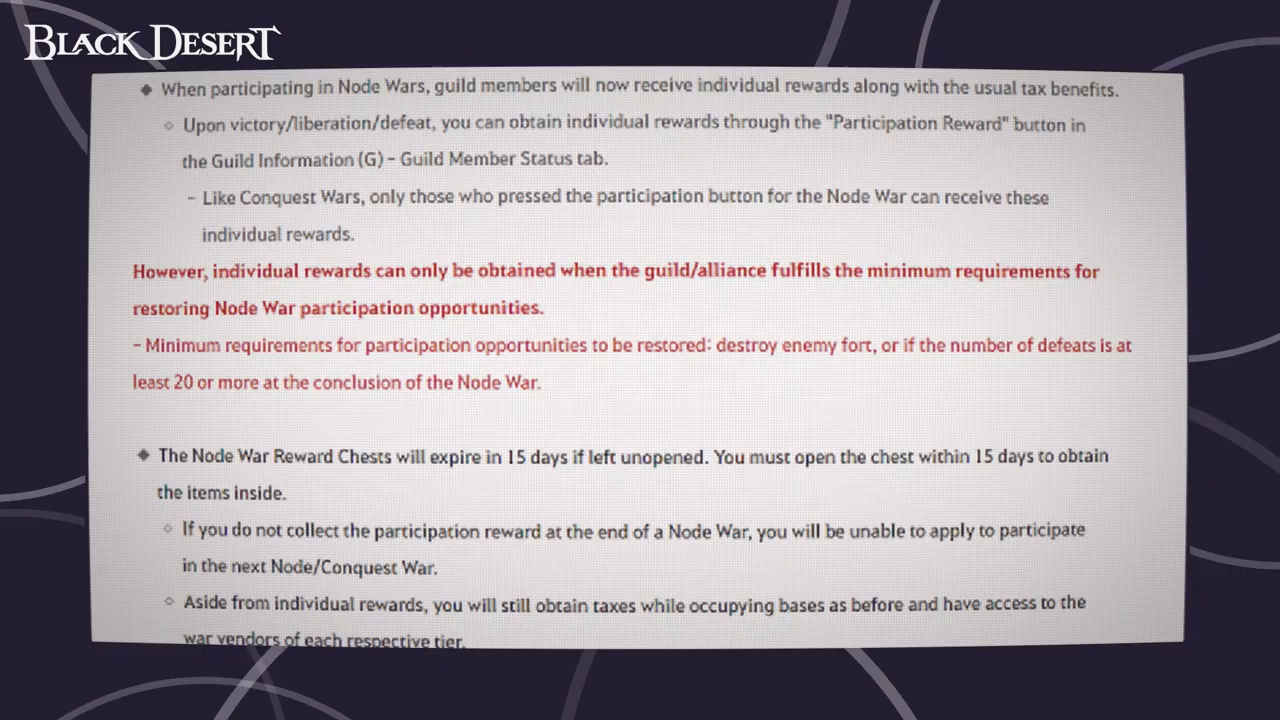 BLACK DESERT
◆ When participating in Node Wars, guild members will now receive individual rewards along with the usual tax benefits.
○ Upon victory/liberation/defeat, you can obtain individual rewards through the "Participation Reward" button in
the Guild Information (G) - Guild Member Status tab.
- Like Conquest Wars, only those who pressed the participation button for the Node War can receive these
individual rewards.
However, individual rewards can only be obtained when the guild/alliance fulfills the minimum requirements for
restoring Node War participation opportunities.
- Minimum requirements for participation opportunities to be restored: destroy enemy fort, or if the number of defeats is at
least 20 or more at the conclusion of the Node War.
◆ The Node War Reward Chests will expire in 15 days if left unopened. You must open the chest within 15 days to obtain
the items inside.
○ If you do not collect the participation reward at the end of a Node War, you will be unable to apply to participate
in the next Node/Conquest War.
○ Aside from individual rewards, you will still obtain taxes while occupying bases as before and have access to the
war vendors of each respective tier.